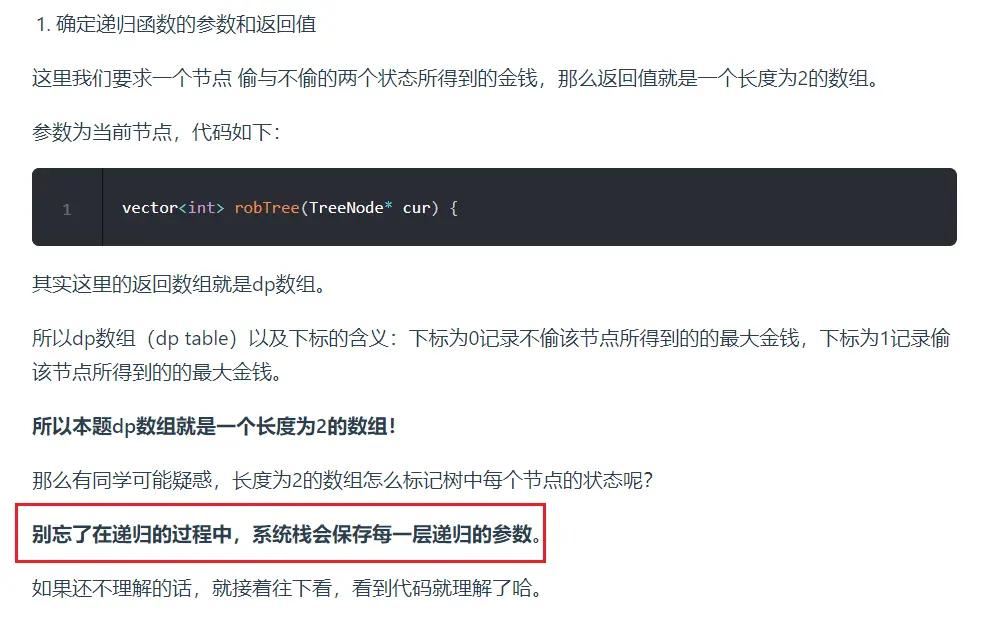 1. 确定递归函数的参数和返回值
这里我们要求一个节点 偷与不偷的两个状态所得到的金钱，那么返回值就是一个长度为2的数组。
参数为当前节点，代码如下：
1 vector<int> robTree(TreeNode* cur) {
其实这里的返回数组就是dp数组。
所以dp数组（dp table）以及下标的含义：下标为0记录不偷该节点所得到的的最大金钱，下标为1记录偷
该节点所得到的的最大金钱。
所以本题dp数组就是一个长度为2的数组！
那么有同学可能疑惑，长度为2的数组怎么标记树中每个节点的状态呢？
别忘了在递归的过程中，系统栈会保存每一层递归的参数。
如果还不理解的话，就接着往下看，看到代码就理解了哈。